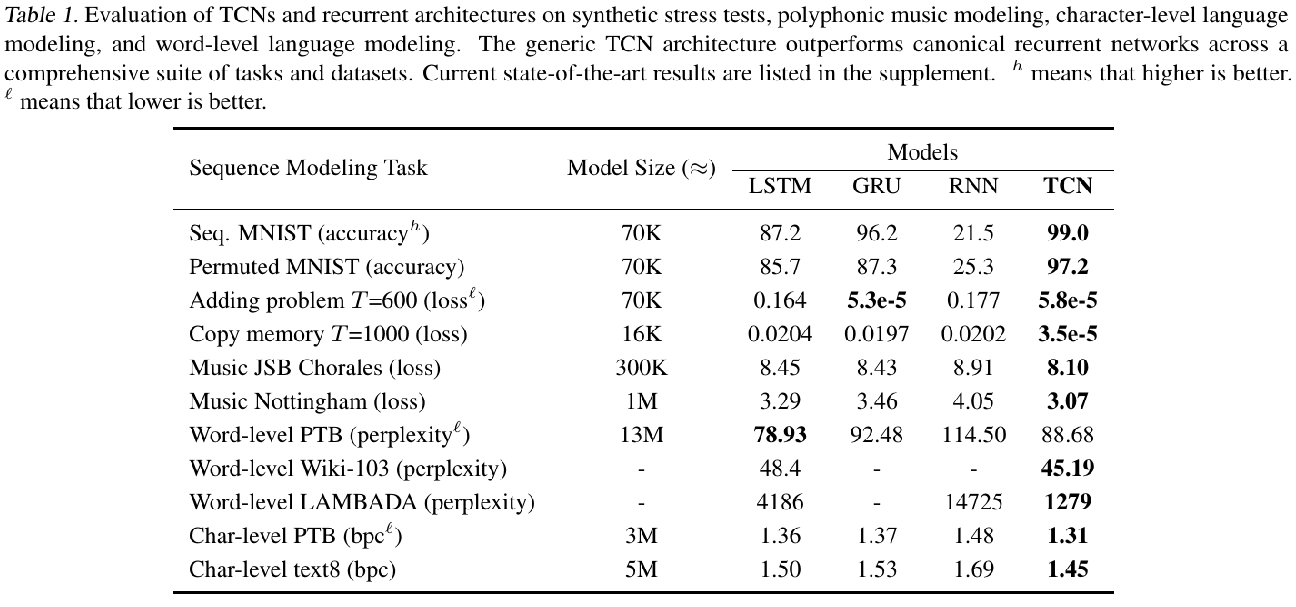 Table 1. Evaluation of TCNs and recurrent architectures on synthetic stress tests, polyphonic music modeling, character-level language
modeling, and word-level language modeling. The generic TCN architecture outperforms canonical recurrent networks across a
comprehensive suite of tasks and datasets. Current state-of-the-art results are listed in the supplement. ʰ means that higher is better.
ℓ means that lower is better.
Sequence Modeling Task Model Size (≈) Models
LSTM GRU RNN TCN
Seq. MNIST (accuracyʰ) 70K 87.2 96.2 21.5 99.0
Permuted MNIST (accuracy) 70K 85.7 87.3 25.3 97.2
Adding problem T=600 (lossℓ) 70K 0.164 5.3e-5 0.177 5.8e-5
Copy memory T=1000 (loss) 16K 0.0204 0.0197 0.0202 3.5e-5
Music JSB Chorales (loss) 300K 8.45 8.43 8.91 8.10
Music Nottingham (loss) 1M 3.29 3.46 4.05 3.07
Word-level PTB (perplexityℓ) 13M 78.93 92.48 114.50 88.68
Word-level Wiki-103 (perplexity) - 48.4 - - 45.19
Word-level LAMBADA (perplexity) - 4186 - 14725 1279
Char-level PTB (bpcℓ) 3M 1.36 1.37 1.48 1.31
Char-level text8 (bpc) 5M 1.50 1.53 1.69 1.45